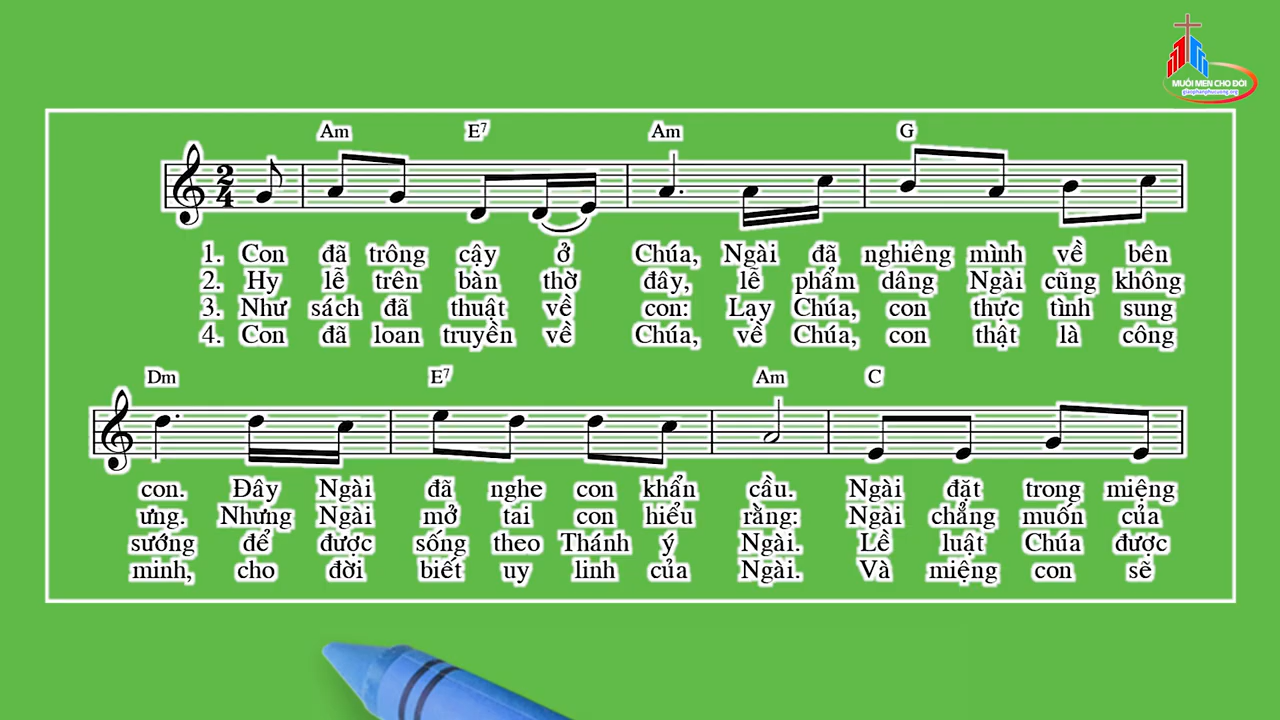 MUỐI MEN CHO ĐỜI
giaophanphucuong.org
Am E7 Am G
2
4
1. Con đã trông cậy ở Chúa, Ngài đã nghiêng mình về bên
2. Hy lễ trên bàn thờ đây, lễ phẩm dâng Ngài cũng không
3. Như sách đã thuật về con: Lạy Chúa, con thực tình sung
4. Con đã loan truyền về Chúa, về Chúa, con thật là công
Dm E7 Am C
con. Đây Ngài đã nghe con khẩn cầu. Ngài đặt trong miệng
ưng. Nhưng Ngài mở tai con hiểu rằng: Ngài chẳng muốn của
sướng để được sống theo Thánh ý Ngài. Lề luật Chúa được
minh, cho đời biết uy linh của Ngài. Và miệng con sẽ